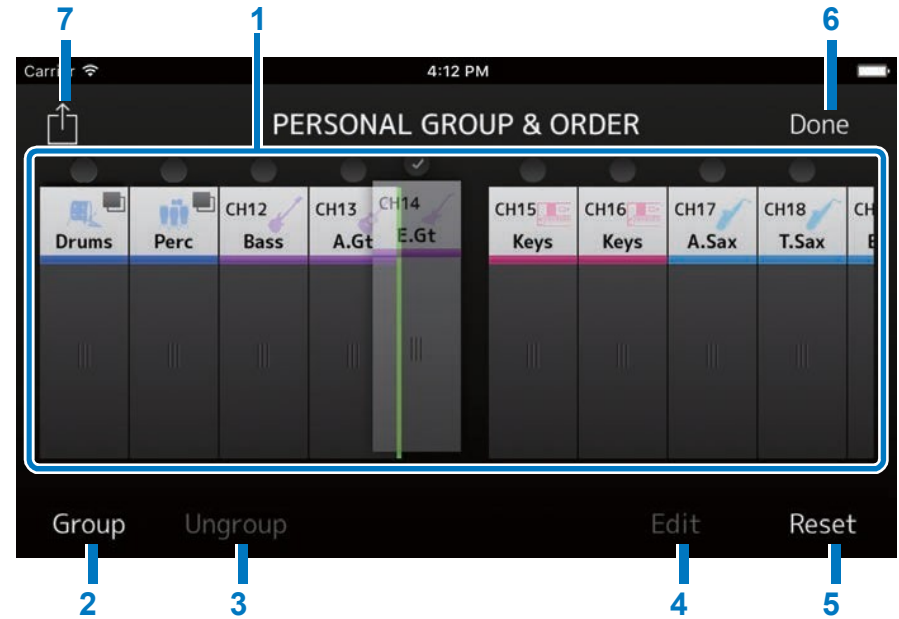 7 1 6
Carrier 4:12 PM
PERSONAL GROUP & ORDER Done
CH12 CH13 CH14 CH15 CH16 CH17 CH18 CH
Drums Perc Bass A.Gt E.Gt Keys Keys A.Sax T.Sax
Group Ungroup Edit Reset
2 3 4 5